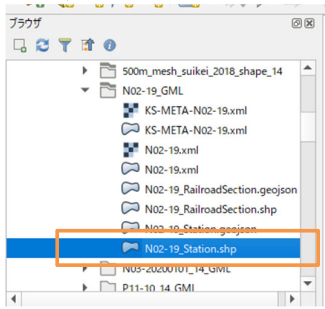 ブラウザ
500m_mesh_suikei_2018_shape_14
N02-19_GML
KS-META-N02-19.xml
KS-META-N02-19.xml
N02-19.xml
N02-19.xml
N02-19_RailroadSection.geojson
N02-19_RailroadSection.shp
N02-19_Station.geojson
N02-19_Station.shp
N03-20200101_14_GML
P11-10_14_GML